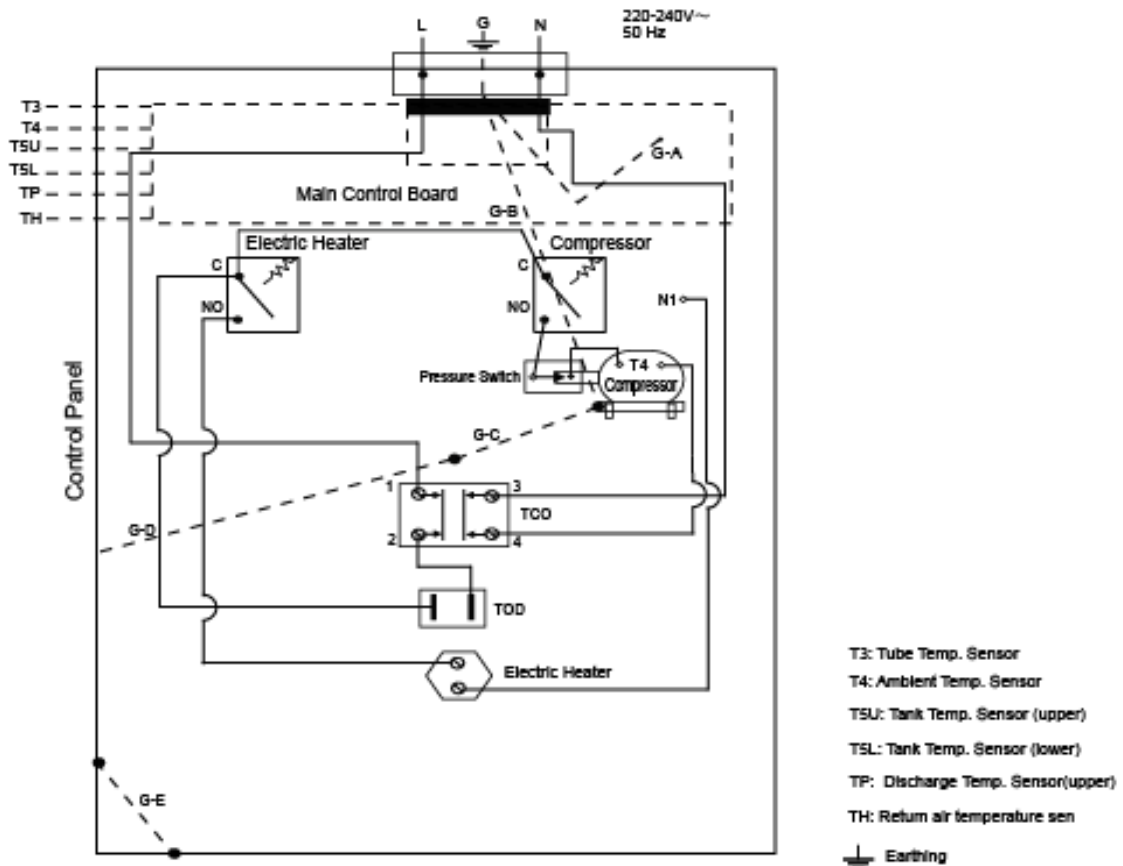 L G N 220-240V~
50 Hz
T3
T4
T5U
T5L
TP
TH
G-A
Main Control Board
G-B
Electric Heater Compressor
C C
NO NO N1
Pressure Switch T4
Compressor
Control Panel
G-C
1 3
TCO
G-D
2 4
TOD
Electric Heater
G-E
T3: Tube Temp. Sensor
T4: Ambient Temp. Sensor
T5U: Tank Temp. Sensor (upper)
T5L: Tank Temp. Sensor (lower)
TP: Discharge Temp. Sensor(upper)
TH: Return air temperature sen
Earthing